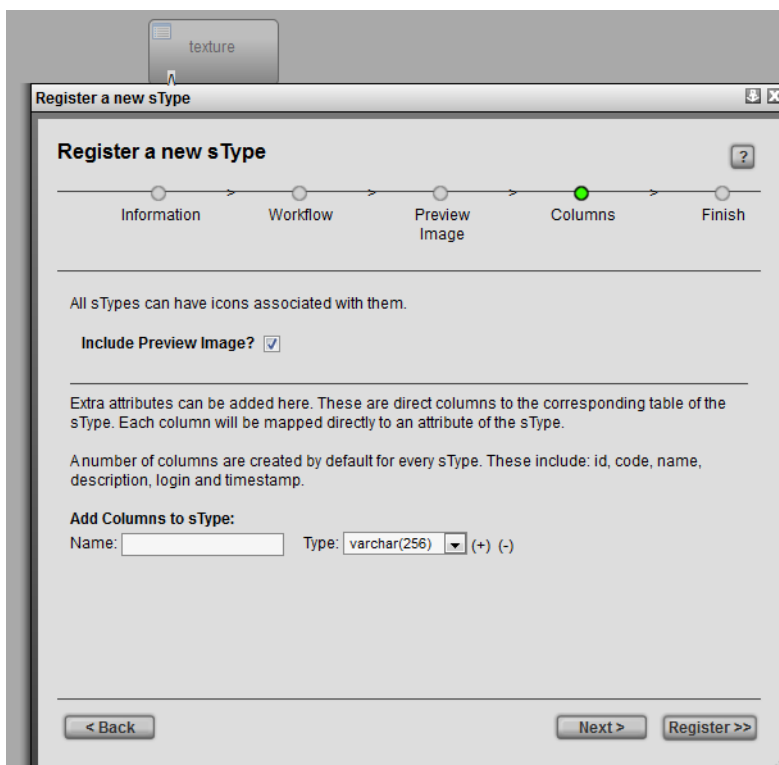 texture
Register a new sType
Register a new sType
?
> > > >
Information Workflow Preview Image Columns Finish
All sTypes can have icons associated with them.
Include Preview Image?
Extra attributes can be added here. These are direct columns to the corresponding table of the
sType. Each column will be mapped directly to an attribute of the sType.
A number of columns are created by default for every sType. These include: id, code, name,
description, login and timestamp.
Add Columns to sType:
Name: Type: varchar(256) (+) (-)
< Back Next > Register >>